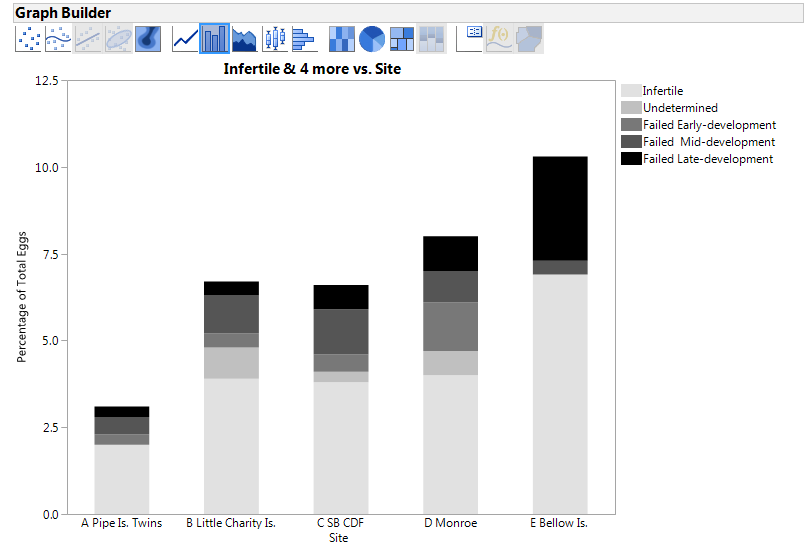 Graph Builder
f(x)
Infertile & 4 more vs. Site
12.5
10.0
7.5
5.0
2.5
0.0
Percentage of Total Eggs
A Pipe Is. Twins
B Little Charity Is.
C SB CDF
D Monroe
E Bellow Is.
Site
Infertile
Undetermined
Failed Early-development
Failed  Mid-development
Failed Late-development